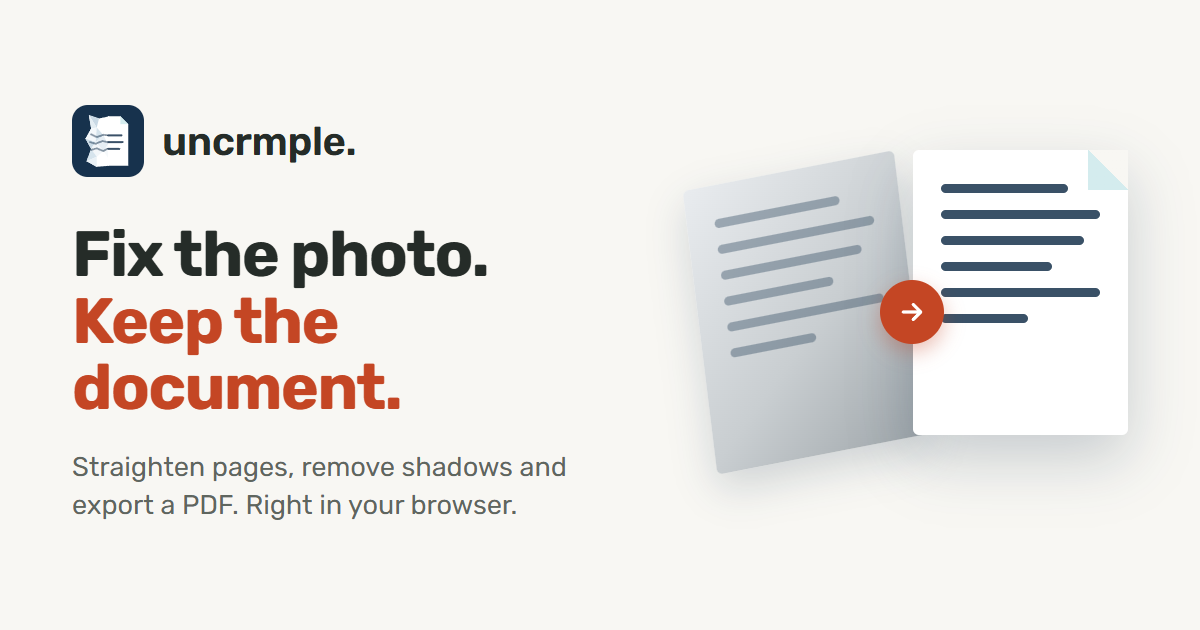 uncrmple.
Fix the photo.
Keep the
document.
Straighten pages, remove shadows and
export a PDF. Right in your browser.